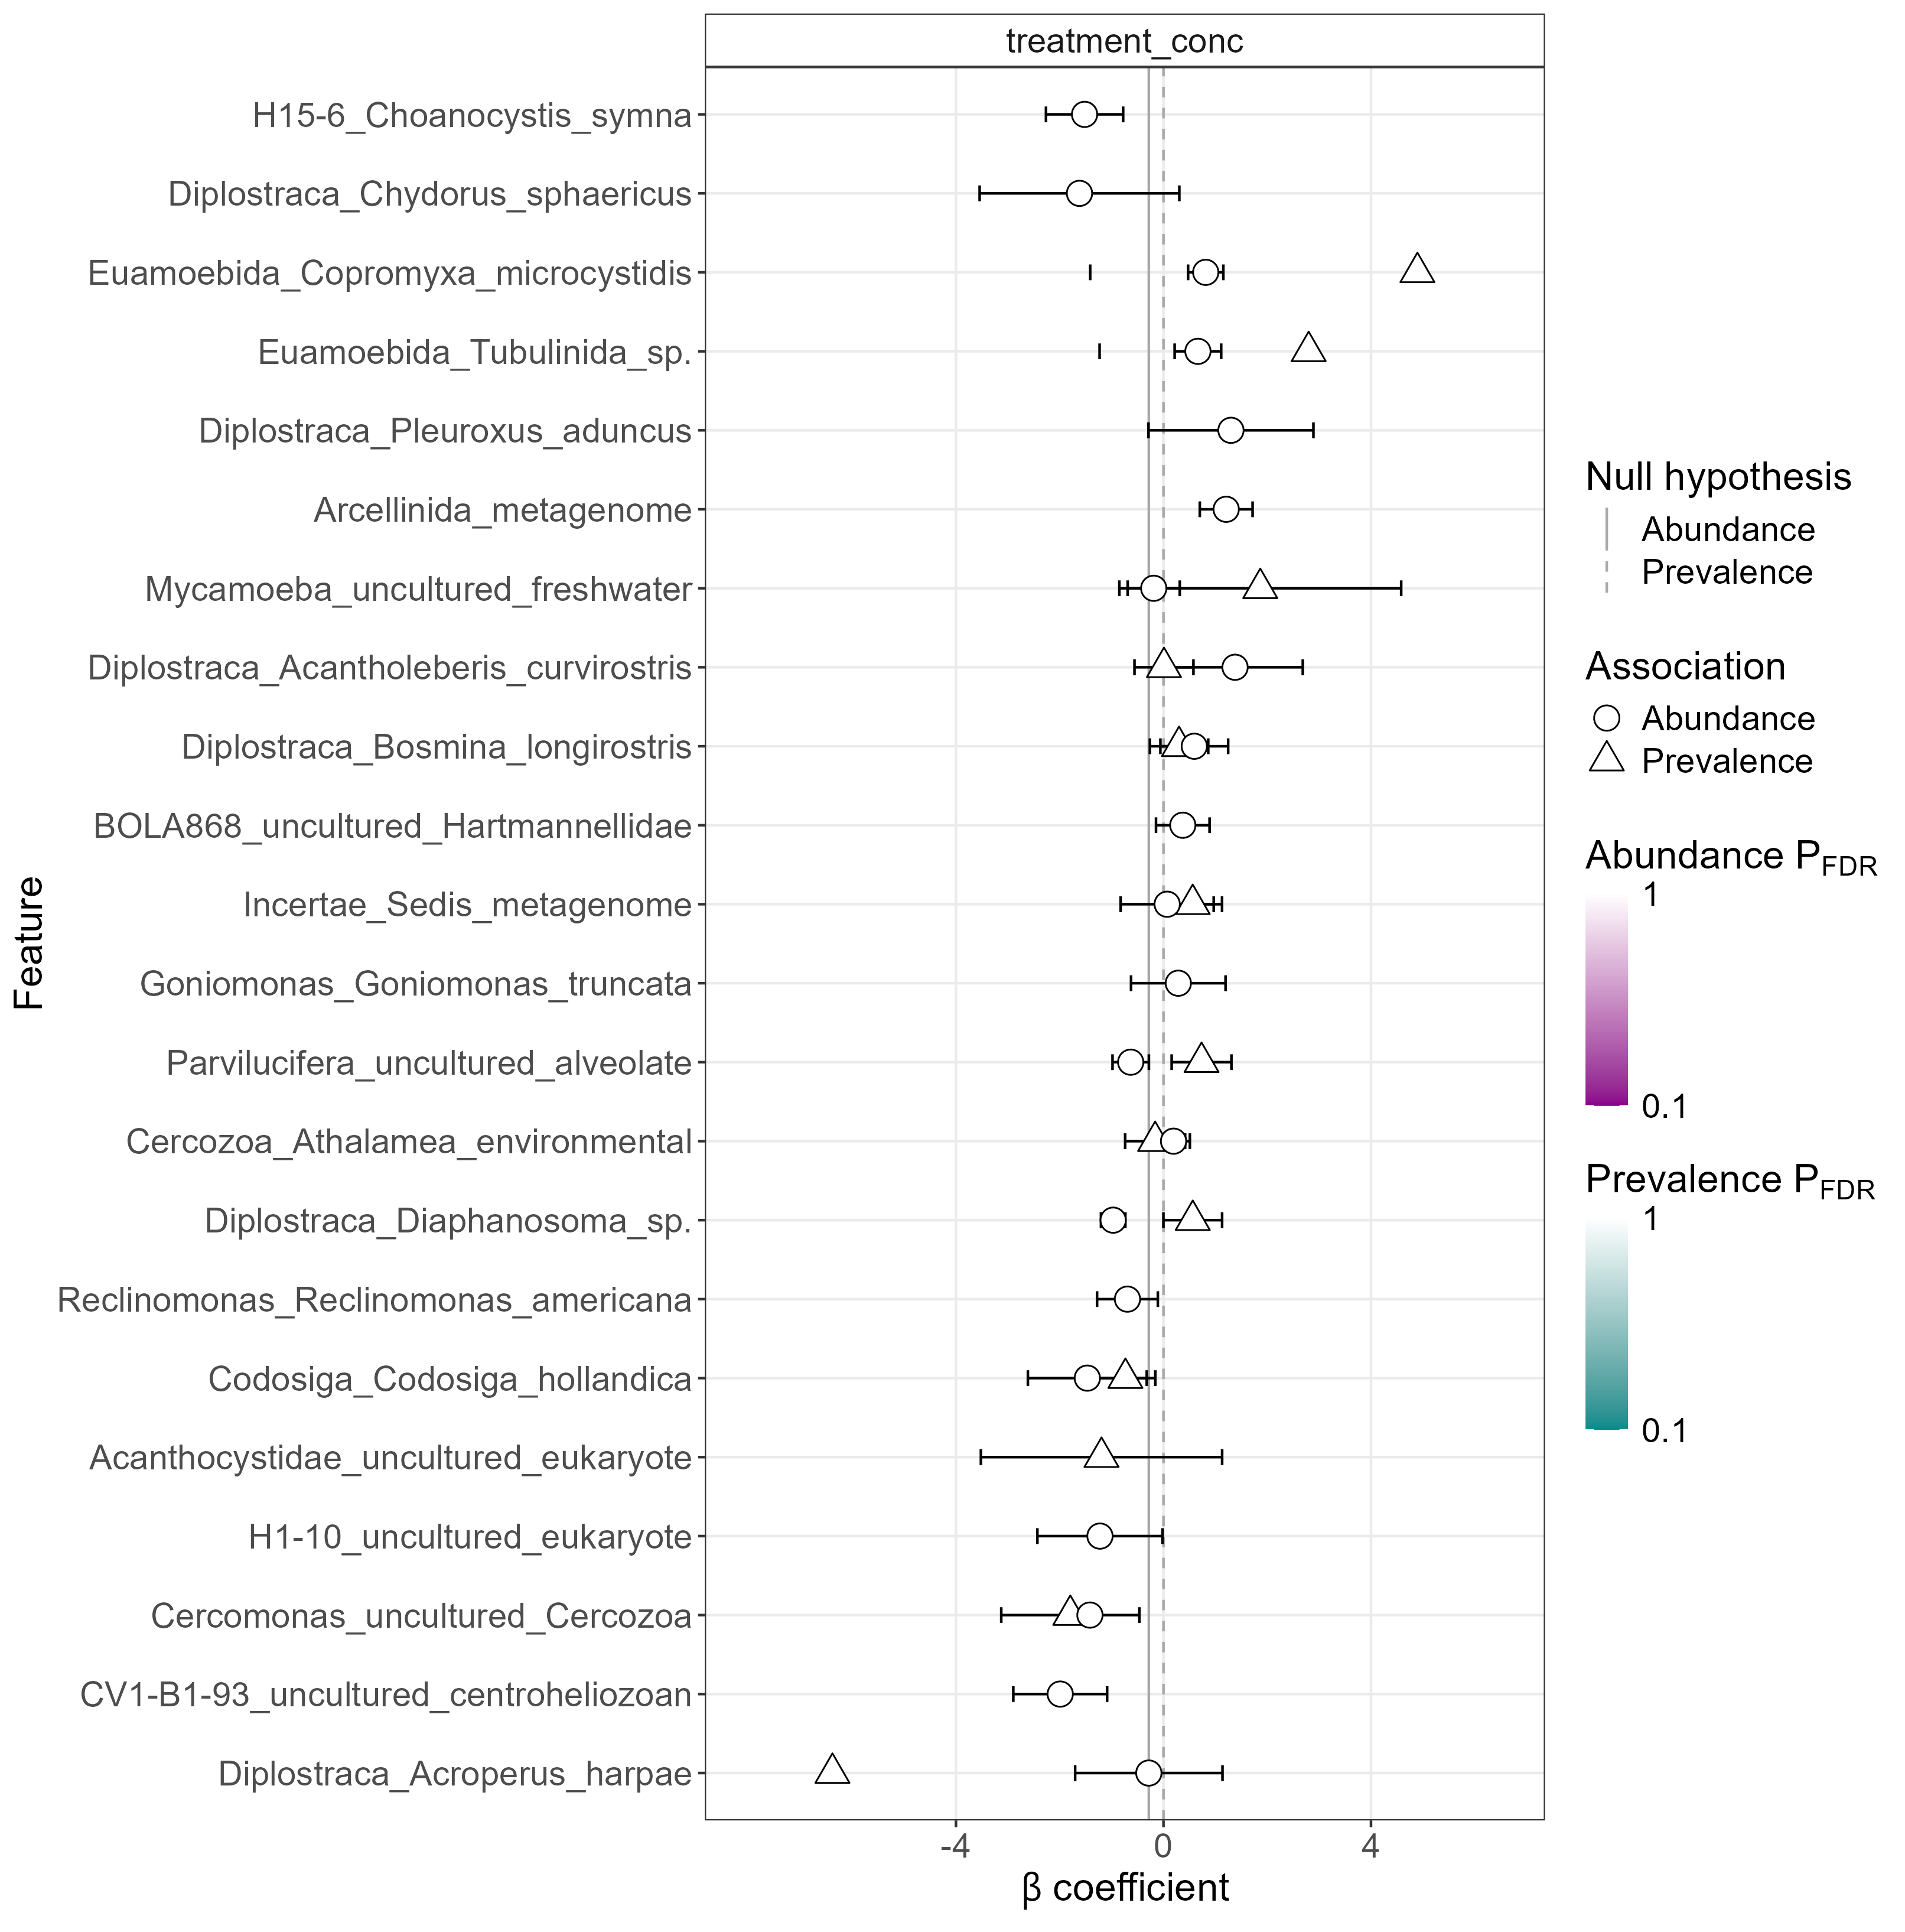 treatment_conc
H15-6_Choanocystis_symna
Diplostraca_Chydorus_sphaericus
Euamoebida_Copromyxa_microcystidis
Euamoebida_Tubulinida_sp.
Diplostraca_Pleuroxus_aduncus
Arcellinida_metagenome
Mycamoeba_uncultured_freshwater
Diplostraca_Acantholeberis_curvirostris
Diplostraca_Bosmina_longirostris
BOLA868_uncultured_Hartmannellidae
Incertae_Sedis_metagenome
Goniomonas_Goniomonas_truncata
Parvilucifera_uncultured_alveolate
Cercozoa_Athalamea_environmental
Diplostraca_Diaphanosoma_sp.
Reclinomonas_Reclinomonas_americana
Codosiga_Codosiga_hollandica
Acanthocystidae_uncultured_eukaryote
H1-10_uncultured_eukaryote
Cercomonas_uncultured_Cercozoa
CV1-B1-93_uncultured_centroheliozoan
Diplostraca_Acroperus_harpae
Feature
-4 0 4
β coefficient
Null hypothesis
Abundance
Prevalence
Association
Abundance
Prevalence
Abundance PFDR
1
0.1
Prevalence PFDR
1
0.1